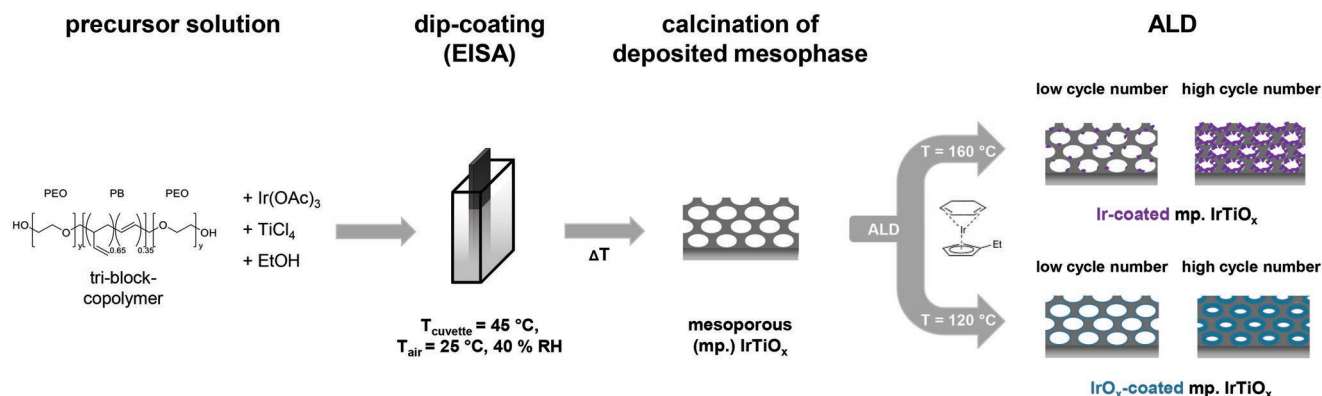 precursor solution
dip-coating
(EISA)
calcination of
deposited mesophase
ALD
PEO
PB
PEO
HO
O
y
0.65
0.35
O
y
OH
tri-block-
copolymer
+ Ir(OAc)₃
+ TiCl₄
+ EtOH
T_cuvette = 45 °C,
T_air = 25 °C, 40 % RH
ΔT
mesoporous
(mp.) IrTiOₓ
ALD
T = 160 °C
T = 120 °C
Ir
Et
low cycle number
high cycle number
Ir-coated mp. IrTiOₓ
low cycle number
high cycle number
IrOₓ-coated mp. IrTiOₓ